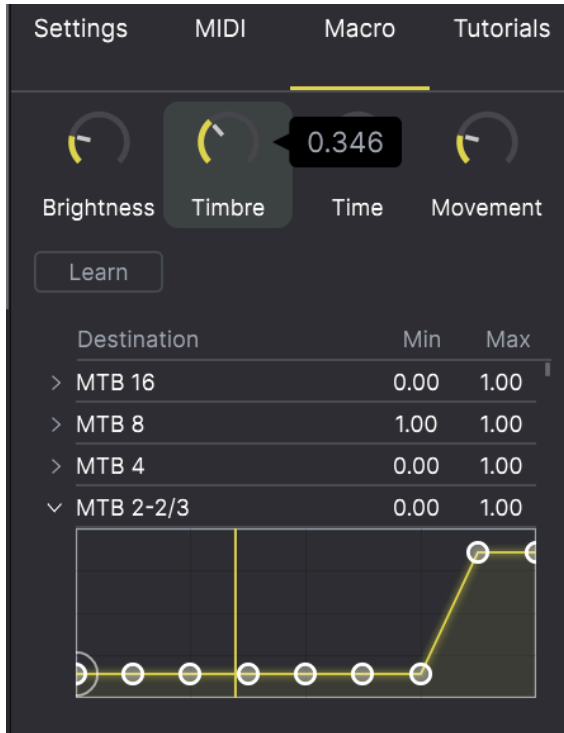 Settings MIDI Macro Tutorials
0.346
Brightness Timbre Time Movement
Learn
Destination Min Max
MTB 16 0.00 1.00
MTB 8 1.00 1.00
MTB 4 0.00 1.00
MTB 2-2/3 0.00 1.00